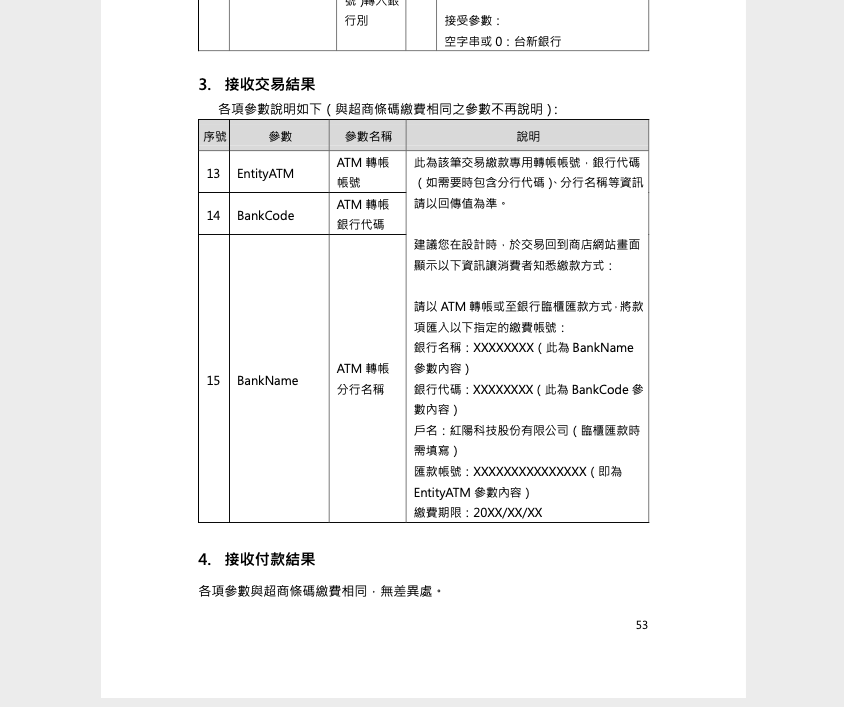 號)轉入銀
行別
接受參數：
空字串或 0：台新銀行
3. 接收交易結果
各項參數說明如下（與超商條碼繳費相同之參數不再說明）：
序號 參數 參數名稱 說明
13 EntityATM
ATM 轉帳
帳號
14 BankCode
ATM 轉帳
銀行代碼
15 BankName
ATM 轉帳
分行名稱
此為該筆交易繳款專用轉帳帳號，銀行代碼
（如需要時包含分行代碼）、分行名稱等資訊
請以回傳值為準。
建議您在設計時，於交易回到商店網站畫面
顯示以下資訊讓消費者知悉繳款方式：
請以 ATM 轉帳或至銀行臨櫃匯款方式，將款
項匯入以下指定的繳費帳號：
銀行名稱：XXXXXXXX（此為 BankName
參數內容）
銀行代碼：XXXXXXXX（此為 BankCode 參
數內容）
戶名：紅陽科技股份有限公司（臨櫃匯款時
需填寫）
匯款帳號：XXXXXXXXXXXXXXX（即為
EntityATM 參數內容）
繳費期限：20XX/XX/XX
4. 接收付款結果
各項參數與超商條碼繳費相同，無差異處。
53